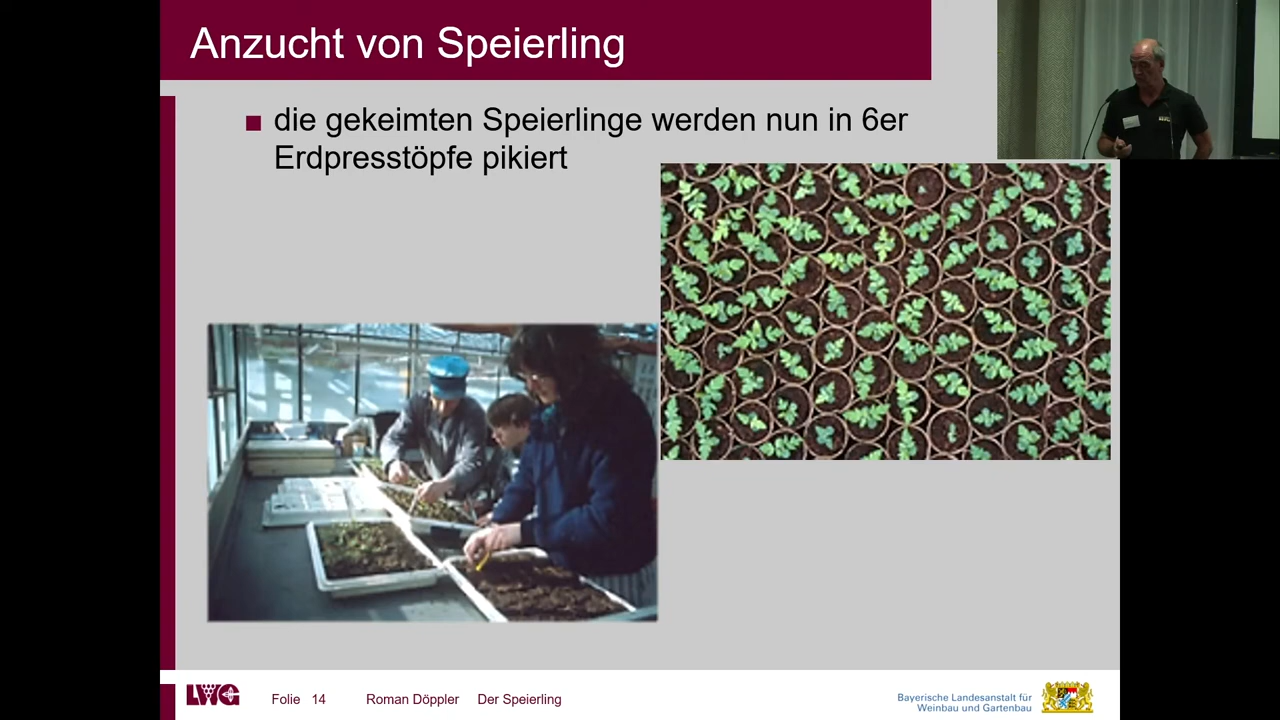 Anzucht von Speierling
die gekeimten Speierlinge werden nun in 6er
Erdpresstöpfe pikiert
LWG
Folie 14 Roman Döppler Der Speierling
Bayerische Landesanstalt für
Weinbau und Gartenbau